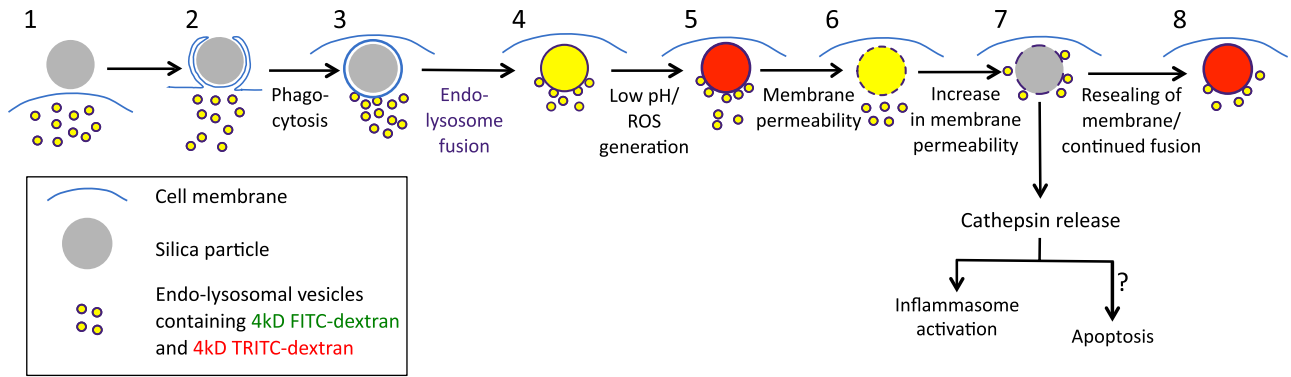 1
2
3
4
5
6
7
8
Phago-
cytosis
Endo-
lysosome
fusion
Low pH/
ROS
generation
Membrane
permeability
Increase
in membrane
permeability
Resealing of
membrane/
continued fusion
Cathepsin release
?
Inflammasome
activation
Apoptosis
Cell membrane
Silica particle
Endo-lysosomal vesicles
containing 4kD FITC-dextran
and 4kD TRITC-dextran